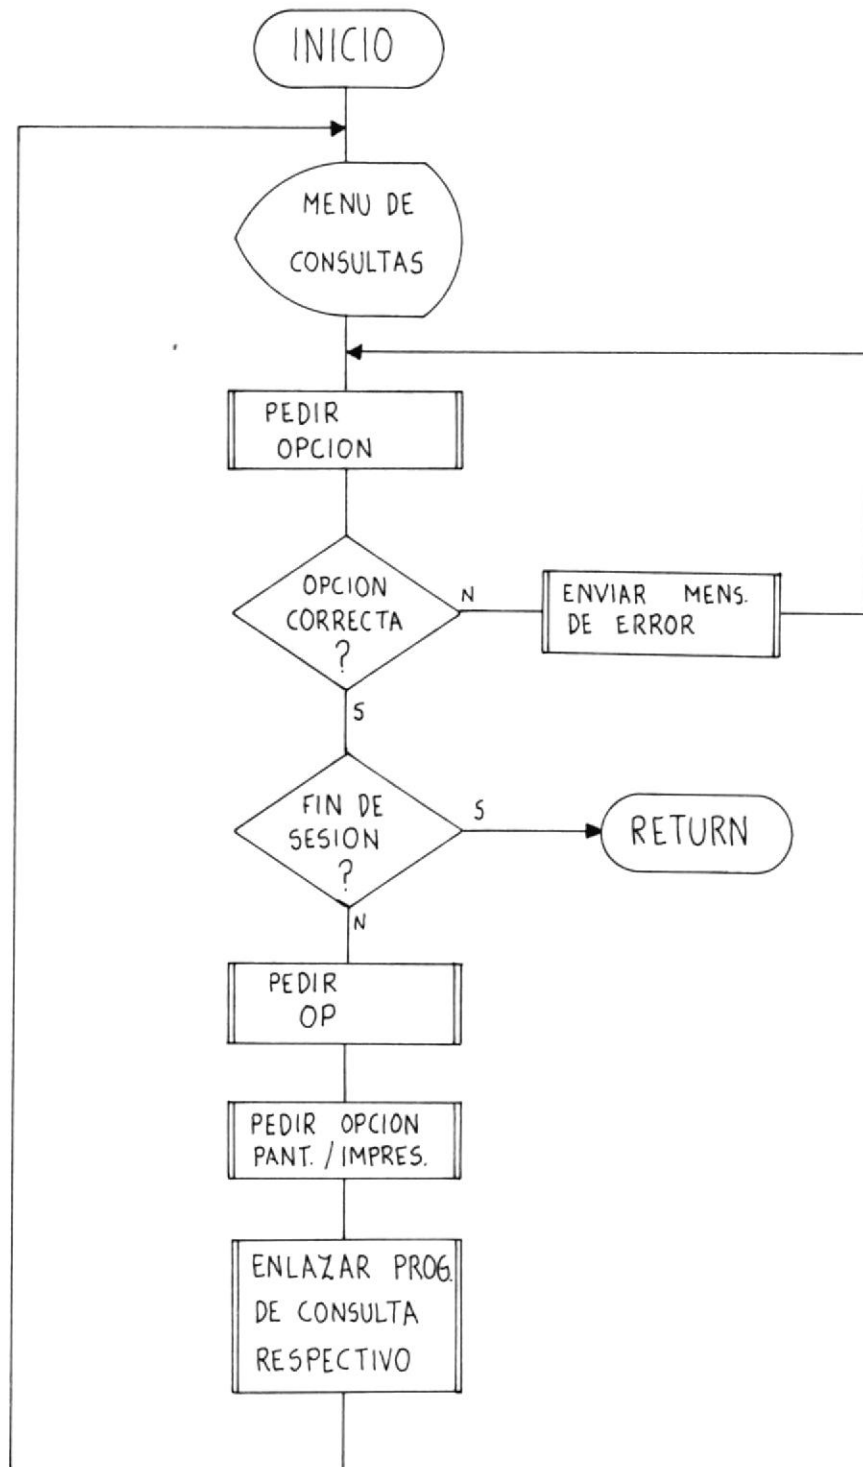 INICIO
MENU DE
CONSULTAS
PEDIR
OPCION
OPCION
CORRECTA
?
N
ENVIAR MENS.
DE ERROR
S
FIN DE
SESION
?
S
RETURN
N
PEDIR
OP
PEDIR OPCION
PANT. / IMPRES.
ENLAZAR PROG.
DE CONSULTA
RESPECTIVO